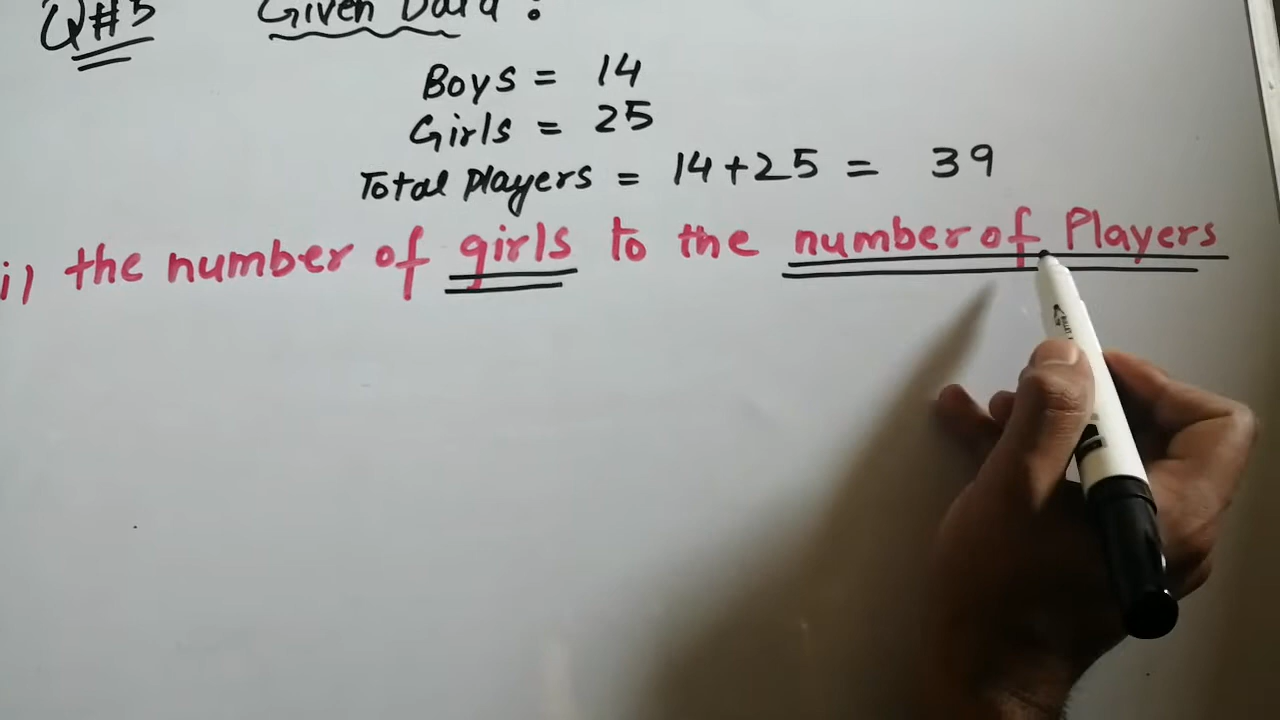 Q#5 Given Data :
Boys = 14
Girls = 25
Total Players = 14+25 = 39
i) the number of girls to the number of Players